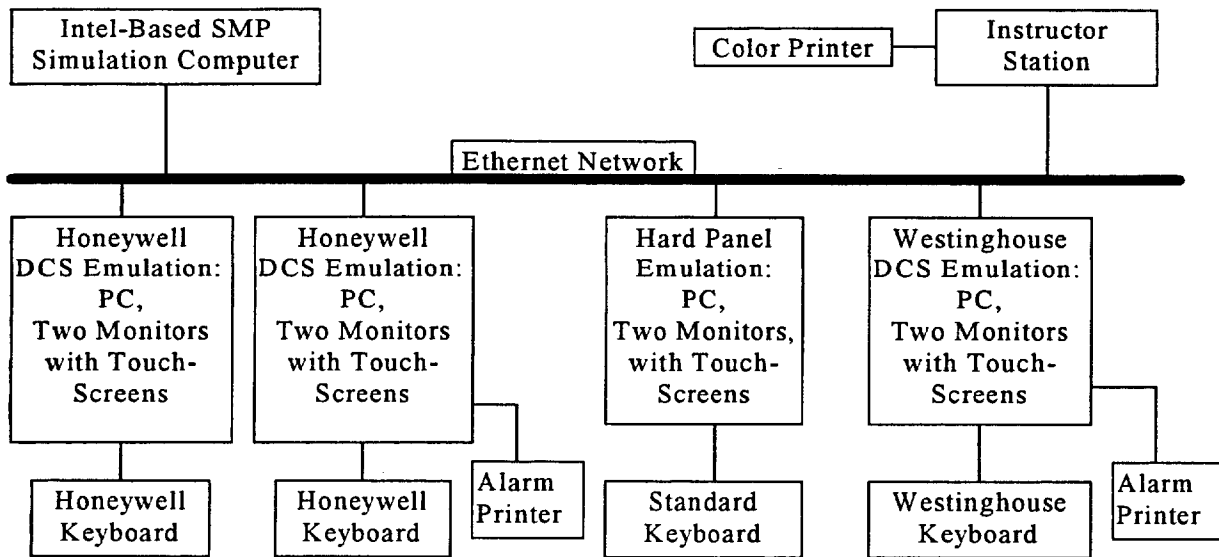 Intel-Based SMP
Simulation Computer
Color Printer
Instructor
Station
Ethernet Network
Honeywell
DCS Emulation:
PC,
Two Monitors
with Touch-
Screens
Honeywell
DCS Emulation:
PC,
Two Monitors
with Touch-
Screens
Hard Panel
Emulation:
PC,
Two Monitors,
with Touch-
Screens
Westinghouse
DCS Emulation:
PC,
Two Monitors
with Touch-
Screens
Honeywell
Keyboard
Honeywell
Keyboard
Alarm
Printer
Standard
Keyboard
Westinghouse
Keyboard
Alarm
Printer